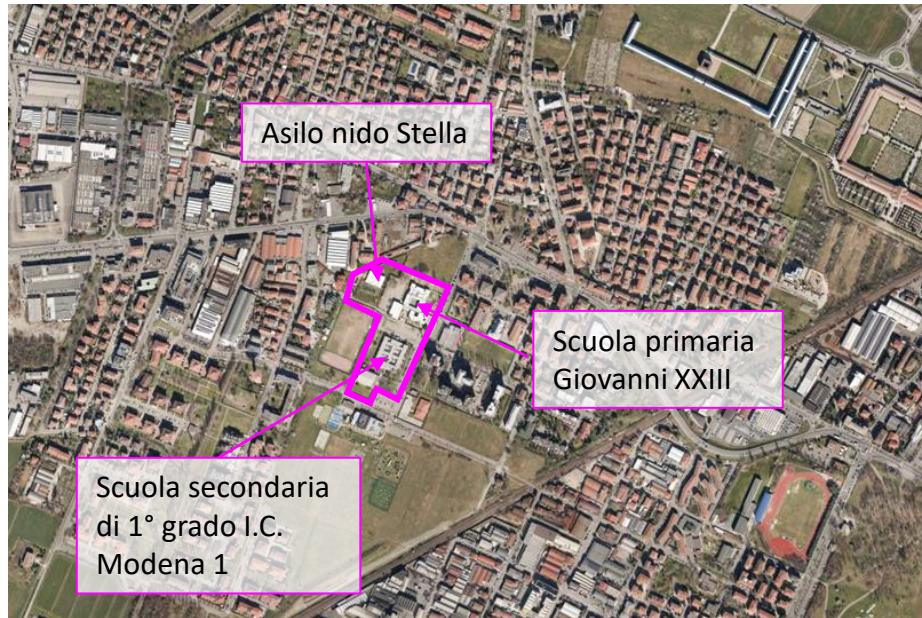 Asilo nido Stella
Scuola primaria
Giovanni XXIII
Scuola secondaria
di 1° grado I.C.
Modena 1